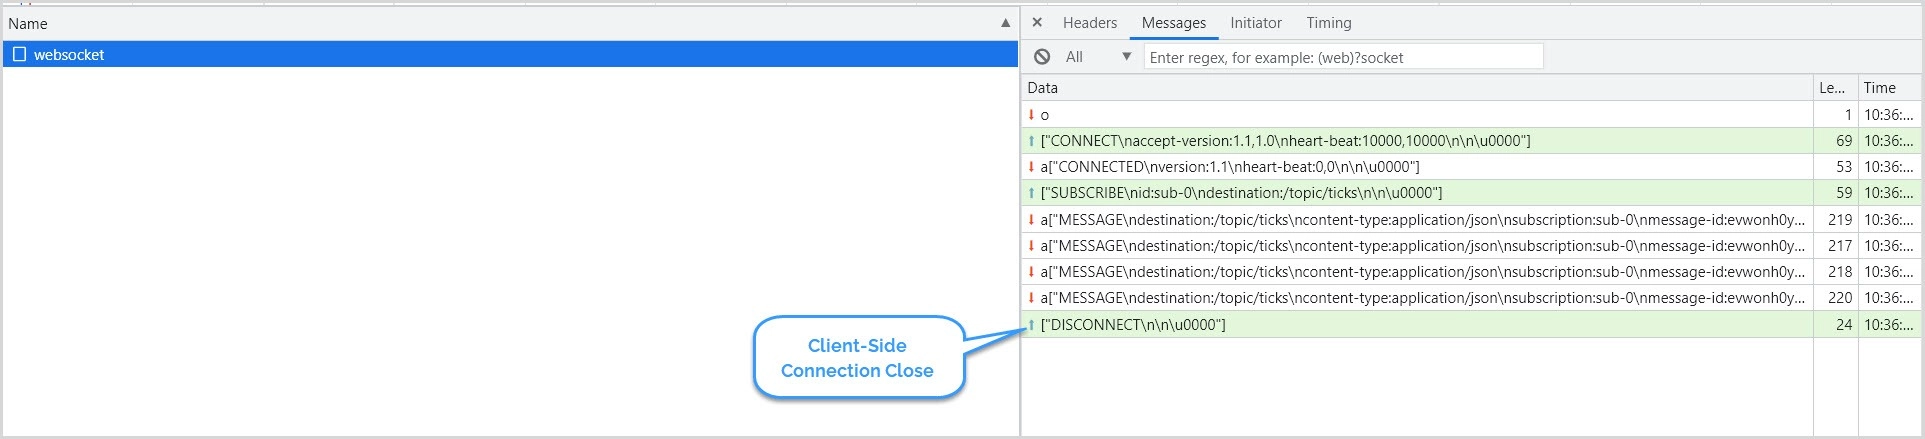 Name
websocket
Headers Messages Initiator Timing
All Enter regex, for example: (web)?socket
Data Le... Time
o 1 10:36:...
["CONNECT\naccept-version:1.1,1.0\nheart-beat:10000,10000\n\n\u0000"] 69 10:36:...
a["CONNECTED\nversion:1.1\nheart-beat:0,0\n\n\u0000"] 53 10:36:...
["SUBSCRIBE\nid:sub-0\ndestination:/topic/ticks\n\n\u0000"] 59 10:36:...
a["MESSAGE\ndestination:/topic/ticks\ncontent-type:application/json\nsubscription:sub-0\nmessage-id:evwonh0y... 219 10:36:...
a["MESSAGE\ndestination:/topic/ticks\ncontent-type:application/json\nsubscription:sub-0\nmessage-id:evwonh0y... 217 10:36:...
a["MESSAGE\ndestination:/topic/ticks\ncontent-type:application/json\nsubscription:sub-0\nmessage-id:evwonh0y... 218 10:36:...
a["MESSAGE\ndestination:/topic/ticks\ncontent-type:application/json\nsubscription:sub-0\nmessage-id:evwonh0y... 220 10:36:...
["DISCONNECT\n\n\u0000"] 24 10:36:...
Client-Side
Connection Close